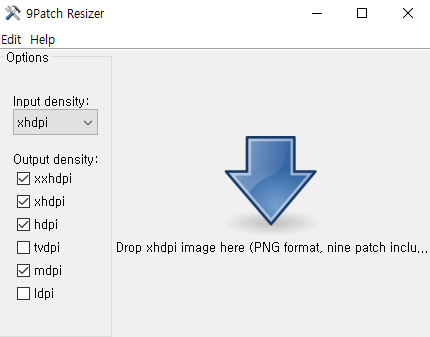 9Patch Resizer
Edit Help
Options
Input density:
xhdpi
Output density:
xxhdpi
xhdpi
hdpi
tvdpi
mdpi
ldpi
Drop xhdpi image here (PNG format, nine patch inclu...